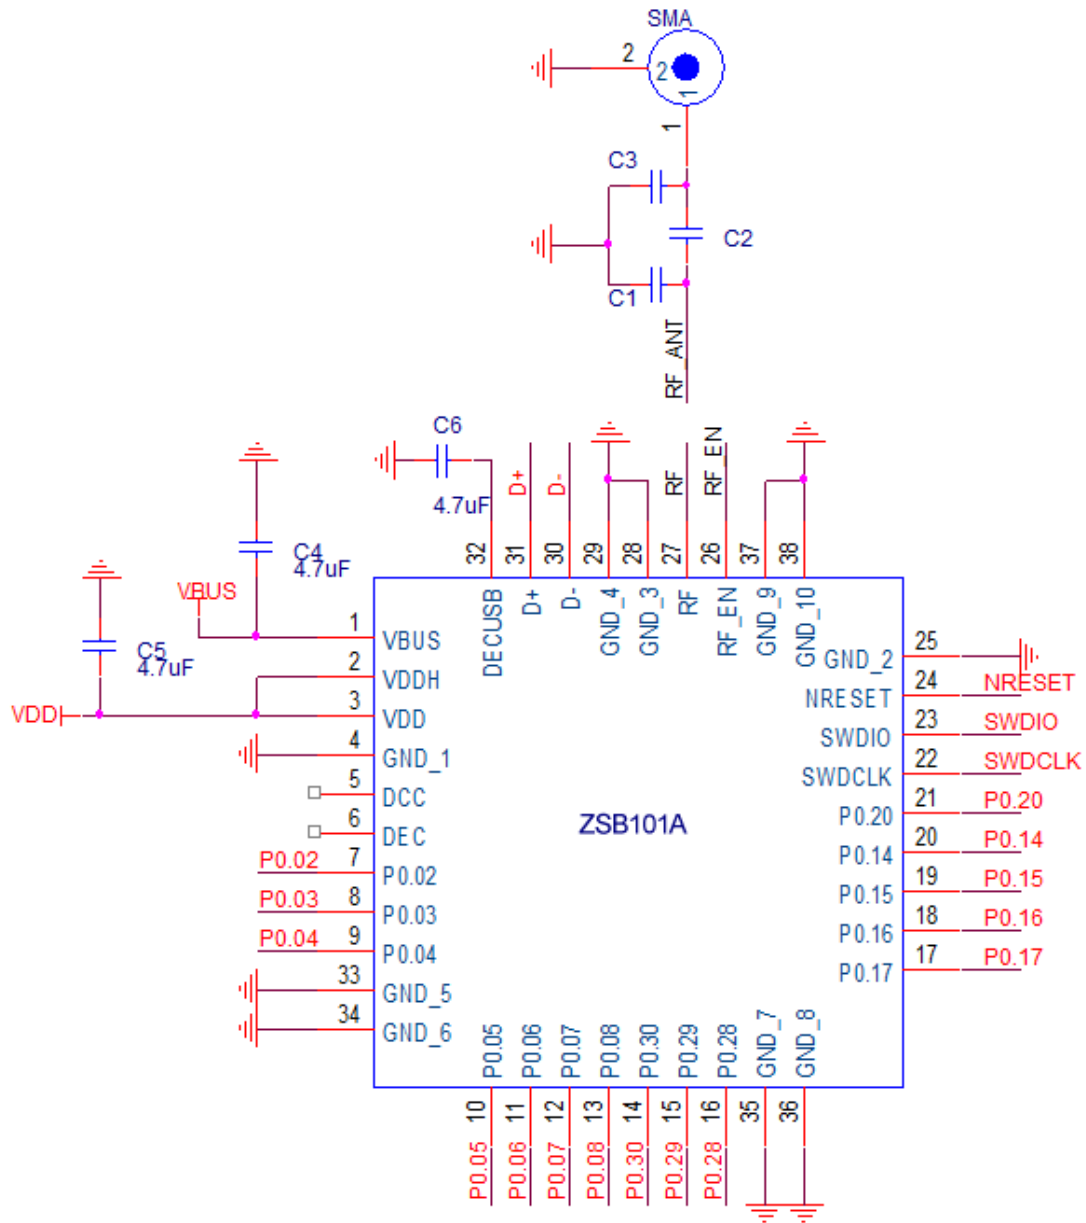 SMA
2
2
1
1
C3
C2
C1
RF_ANT
C6
4.7uF
D+
D-
RF
RF_EN
32
31
30
29
28
27
26
37
38
C4
4.7uF
VBUS
C5
4.7uF
VDD
DECUSB
D+
D-
GND_4
GND_3
RF
RF_EN
GND_9
GND_10
1
VBUS
2
VDDH
3
VDD
4
GND_1
5
DCC
6
DEC
P0.02
7
P0.02
P0.03
8
P0.03
P0.04
9
P0.04
33
GND_5
34
GND_6
ZSB101A
GND_2
25
NRESET
24
NRESET
SWDIO
23
SWDIO
SWDCLK
22
SWDCLK
P0.20
21
P0.20
P0.14
20
P0.14
P0.15
19
P0.15
P0.16
18
P0.16
P0.17
17
P0.17
P0.05
P0.06
P0.07
P0.08
P0.30
P0.29
P0.28
GND_7
GND_8
10
11
12
13
14
15
16
35
36
P0.05
P0.06
P0.07
P0.08
P0.30
P0.29
P0.28